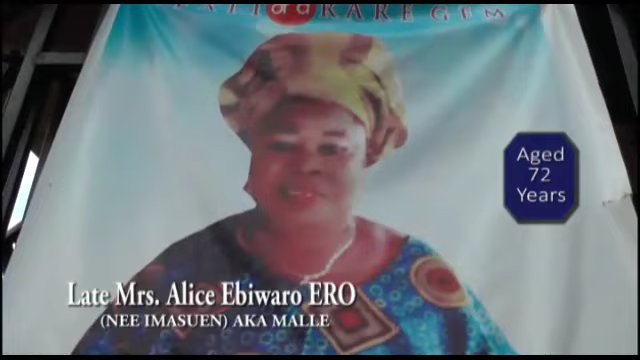 RARE GEM
Aged
72
Years
Late Mrs. Alice Ebiwaro ERO
(NEE IMASUEN) AKA MALLE